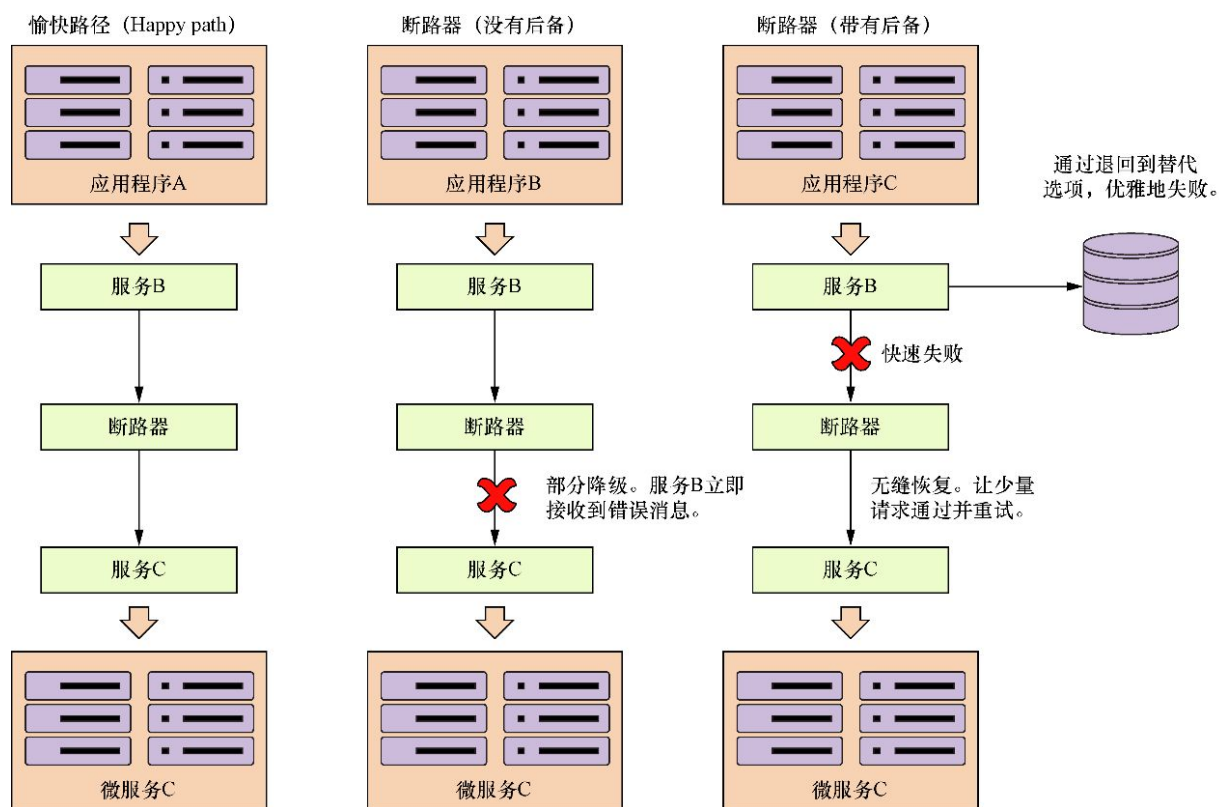 愉快路径（Happy path）
断路器（没有后备）
断路器（带有后备）
应用程序A
应用程序B
应用程序C
通过退回到替代
选项，优雅地失败。
服务B
服务B
服务B
快速失败
断路器
断路器
断路器
部分降级。服务B立即
接收到错误消息。
无缝恢复。让少量
请求通过并重试。
服务C
服务C
服务C
微服务C
微服务C
微服务C